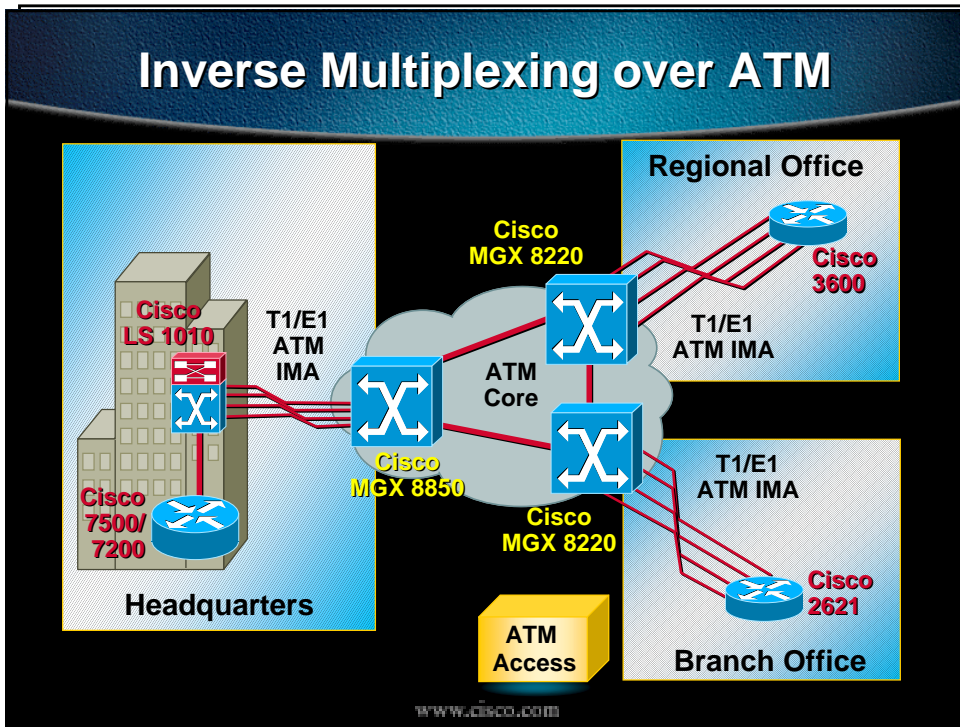 Inverse Multiplexing over ATM
Regional Office
Cisco
MGX 8220
Cisco
3600
T1/E1
ATM IMA
Cisco
LS 1010
T1/E1
ATM
IMA
ATM
Core
Cisco
MGX 8850
T1/E1
ATM IMA
Cisco
7500/
7200
Cisco
MGX 8220
Cisco
2621
Headquarters
ATM
Access
Branch Office
www.cisco.com